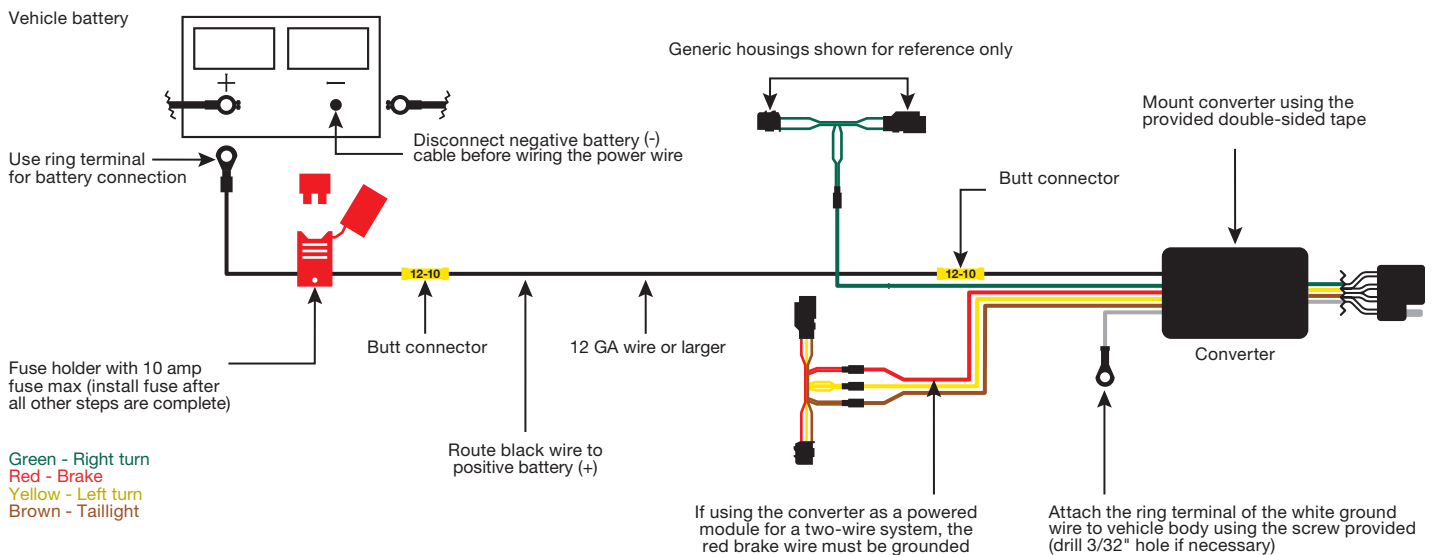 Vehicle battery
Generic housings shown for reference only
Mount converter using the
provided double-sided tape
+
–
Disconnect negative battery (-)
cable before wiring the power wire
Use ring terminal
for battery connection
Butt connector
12-10
12-10
Fuse holder with 10 amp
fuse max (install fuse after
all other steps are complete)
Butt connector
12 GA wire or larger
Converter
Route black wire to
positive battery (+)
Green - Right turn
Red - Brake
Yellow - Left turn
Brown - Taillight
If using the converter as a powered
module for a two-wire system, the
red brake wire must be grounded
Attach the ring terminal of the white ground
wire to vehicle body using the screw provided
(drill 3/32" hole if necessary)